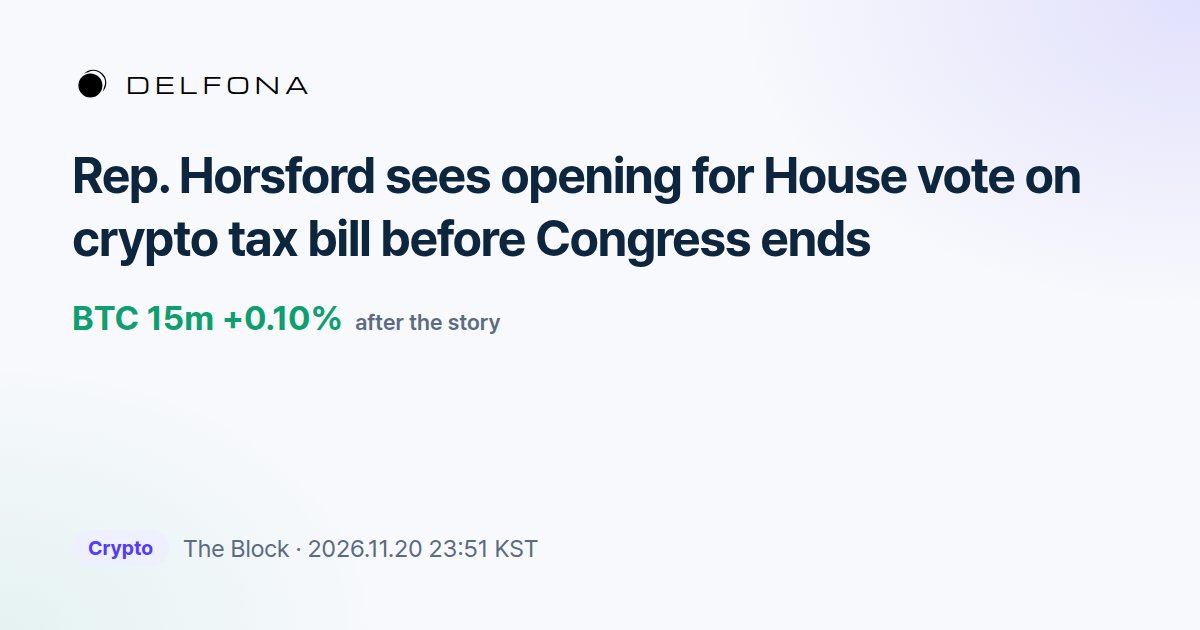 DELFONA
Rep. Horsford sees opening for House vote on
crypto tax bill before Congress ends
BTC 15m +0.10% after the story
Crypto The Block · 2026.11.20 23:51 KST